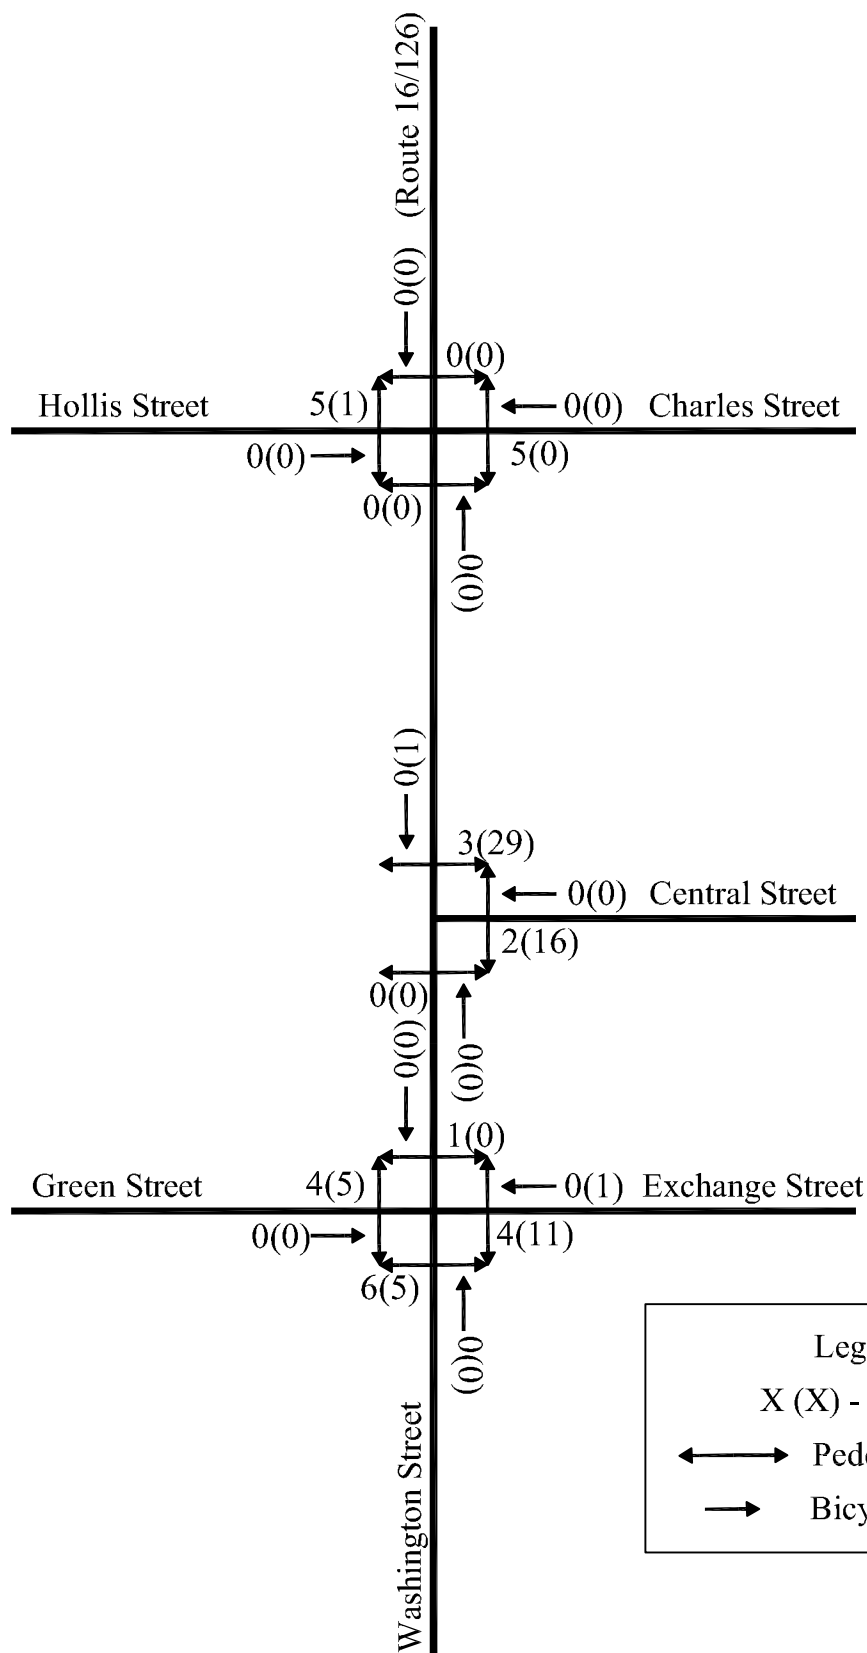 (Route 16/126)
0(0)
0(0)
Hollis Street
5(1)
0(0)
Charles Street
0(0)
5(0)
0(0)
0(0)
0(1)
3(29)
0(0)
Central Street
2(16)
0(0)
0(0)
0(0)
1(0)
Green Street
4(5)
0(1)
Exchange Street
0(0)
4(11)
6(5)
0(0)
Washington Street
Leg
X (X) -
Pede
Bicy